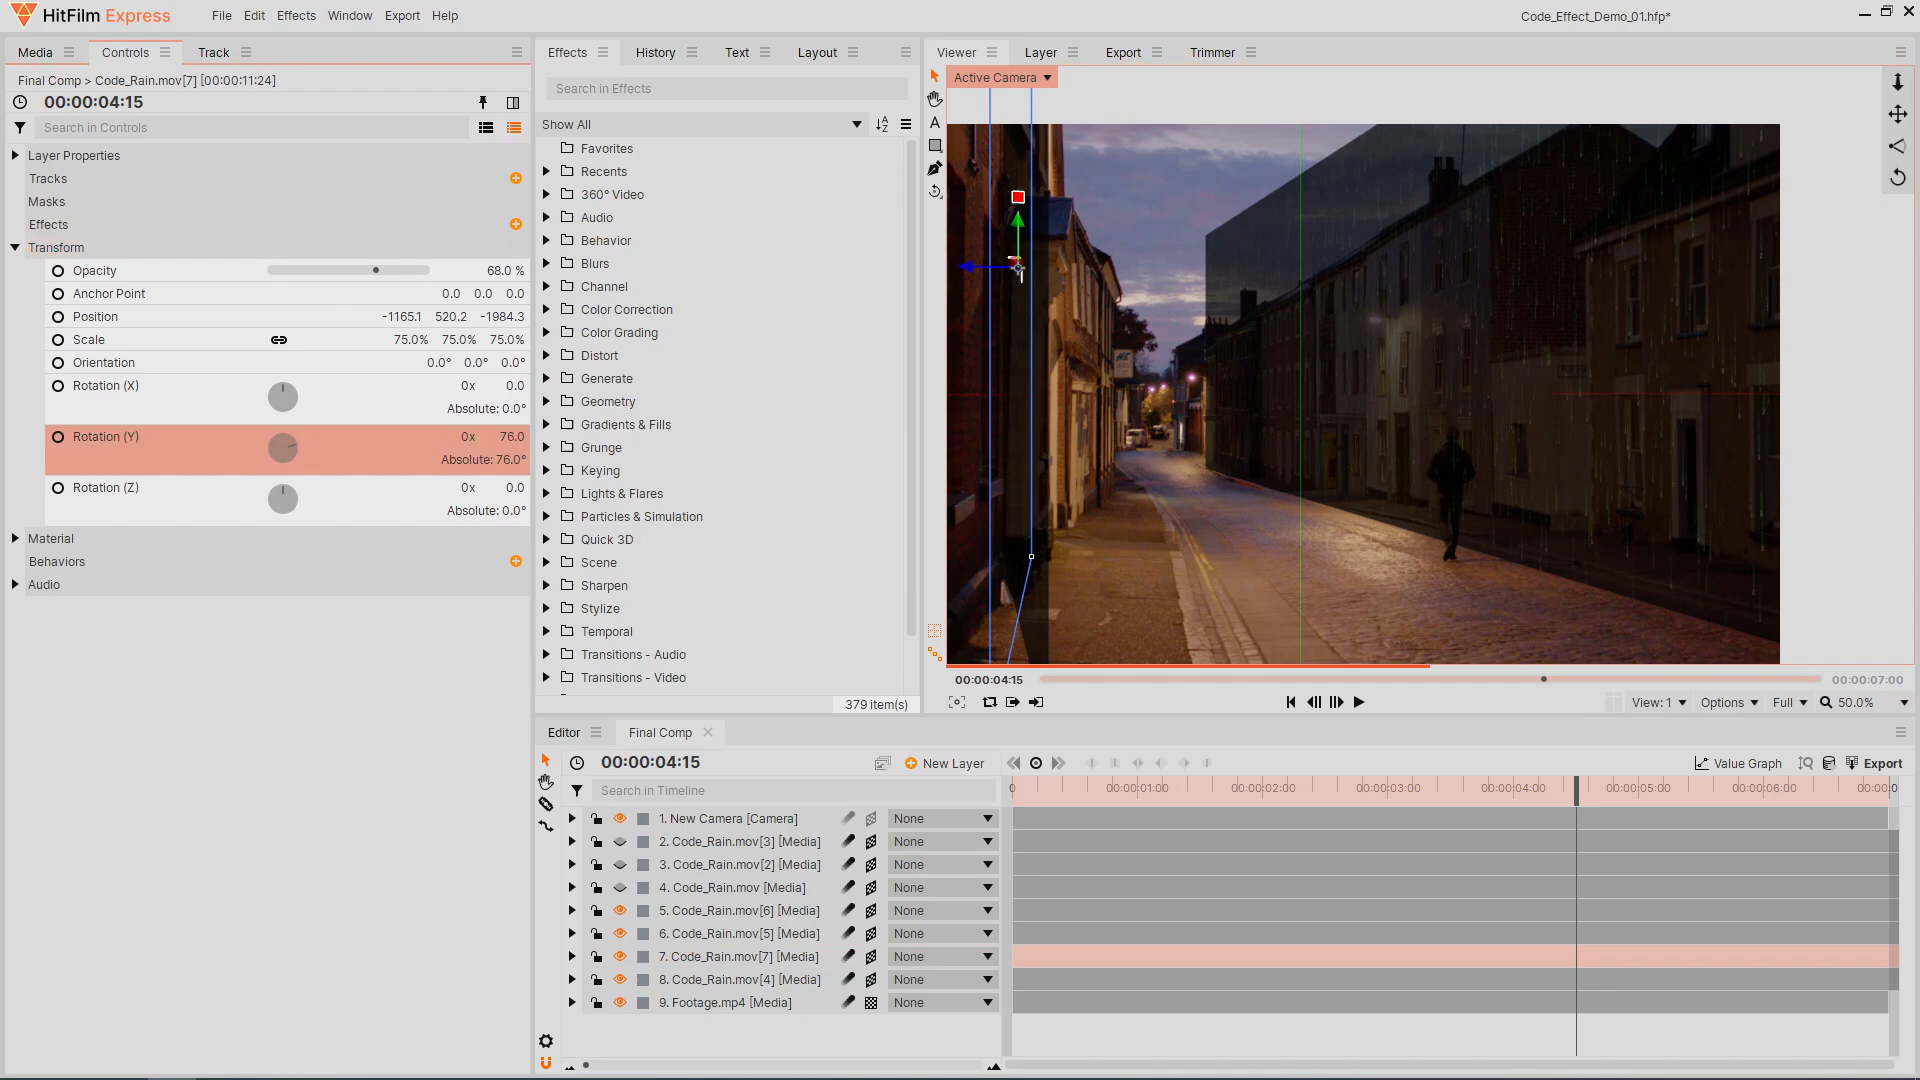 HitFilm Express
File Edit Effects Window Export Help
Code_Effect_Demo_01.hfp*
Media Controls Track
Final Comp > Code_Rain.mov[7] [00:00:11:24]
00:00:04:15
Search in Controls
Layer Properties
Tracks
Masks
Effects
Transform
Opacity 68.0 %
Anchor Point 0.0 0.0 0.0
Position -1165.1 520.2 -1984.3
Scale 75.0% 75.0% 75.0%
Orientation 0.0° 0.0° 0.0°
Rotation (X) 0x 0.0
Absolute: 0.0°
Rotation (Y) 0x 76.0
Absolute: 76.0°
Rotation (Z) 0x 0.0
Absolute: 0.0°
Material
Behaviors
Audio
Effects History Text Layout
Search in Effects
Show All
Favorites
Recents
360° Video
Audio
Behavior
Blurs
Channel
Color Correction
Color Grading
Distort
Generate
Geometry
Gradients & Fills
Grunge
Keying
Lights & Flares
Particles & Simulation
Quick 3D
Scene
Sharpen
Stylize
Temporal
Transitions - Audio
Transitions - Video
379 item(s)
Viewer Layer Export Trimmer
Active Camera
A
00:00:04:15 00:00:07:00
View: 1 Options Full 50.0%
Editor Final Comp
00:00:04:15 New Layer Value Graph Export
Search in Timeline
0 00:00:01:00 00:00:02:00 00:00:03:00 00:00:04:00 00:00:05:00 00:00:06:00 00:00:0
1. New Camera [Camera] None
2. Code_Rain.mov[3] [Media] None
3. Code_Rain.mov[2] [Media] None
4. Code_Rain.mov [Media] None
5. Code_Rain.mov[6] [Media] None
6. Code_Rain.mov[5] [Media] None
7. Code_Rain.mov[7] [Media] None
8. Code_Rain.mov[4] [Media] None
9. Footage.mp4 [Media] None